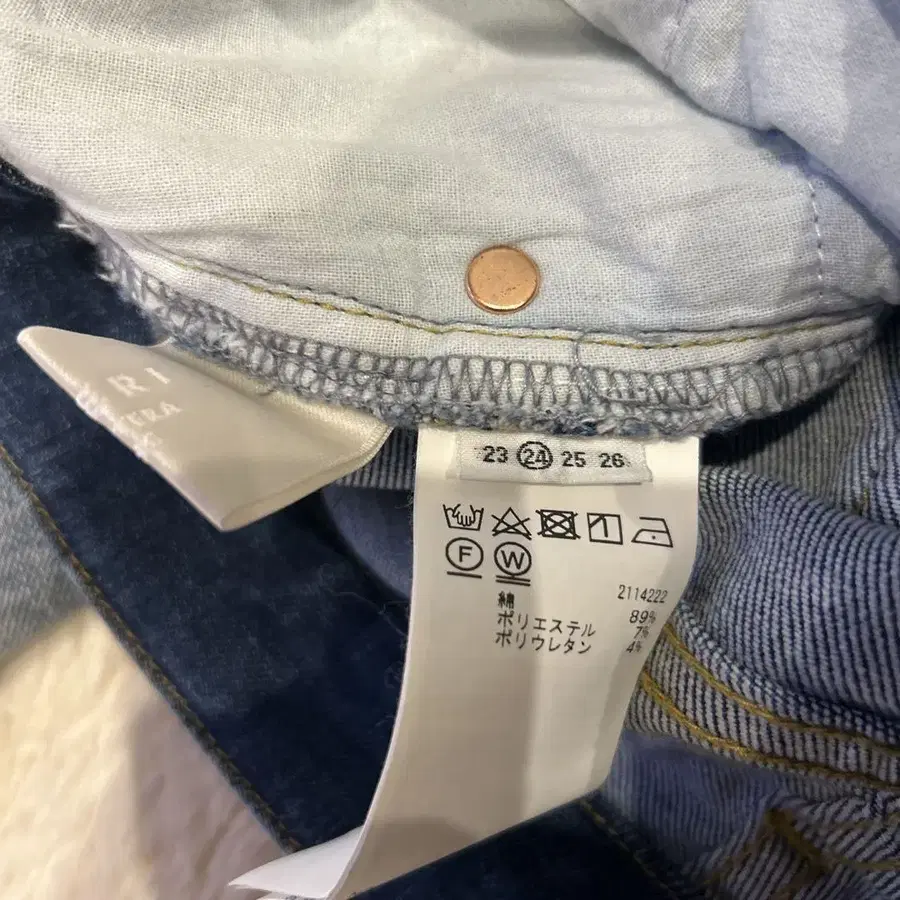 R I
23 24 25 26
F W
2114222
綿 89%
ポリエステル 7%
ポリウレタン 4%